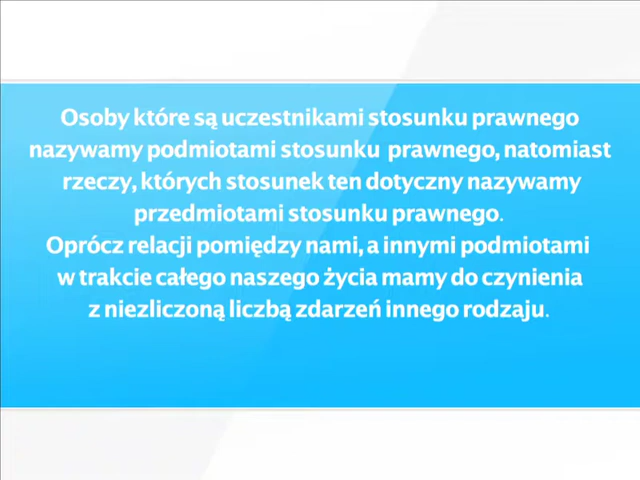 Osoby które są uczestnikami stosunku prawnego
nazywamy podmiotami stosunku prawnego, natomiast
rzeczy, których stosunek ten dotyczny nazywamy
przedmiotami stosunku prawnego.
Oprócz relacji pomiędzy nami, a innymi podmiotami
w trakcie całego naszego życia mamy do czynienia
z niezliczoną liczbą zdarzeń innego rodzaju.